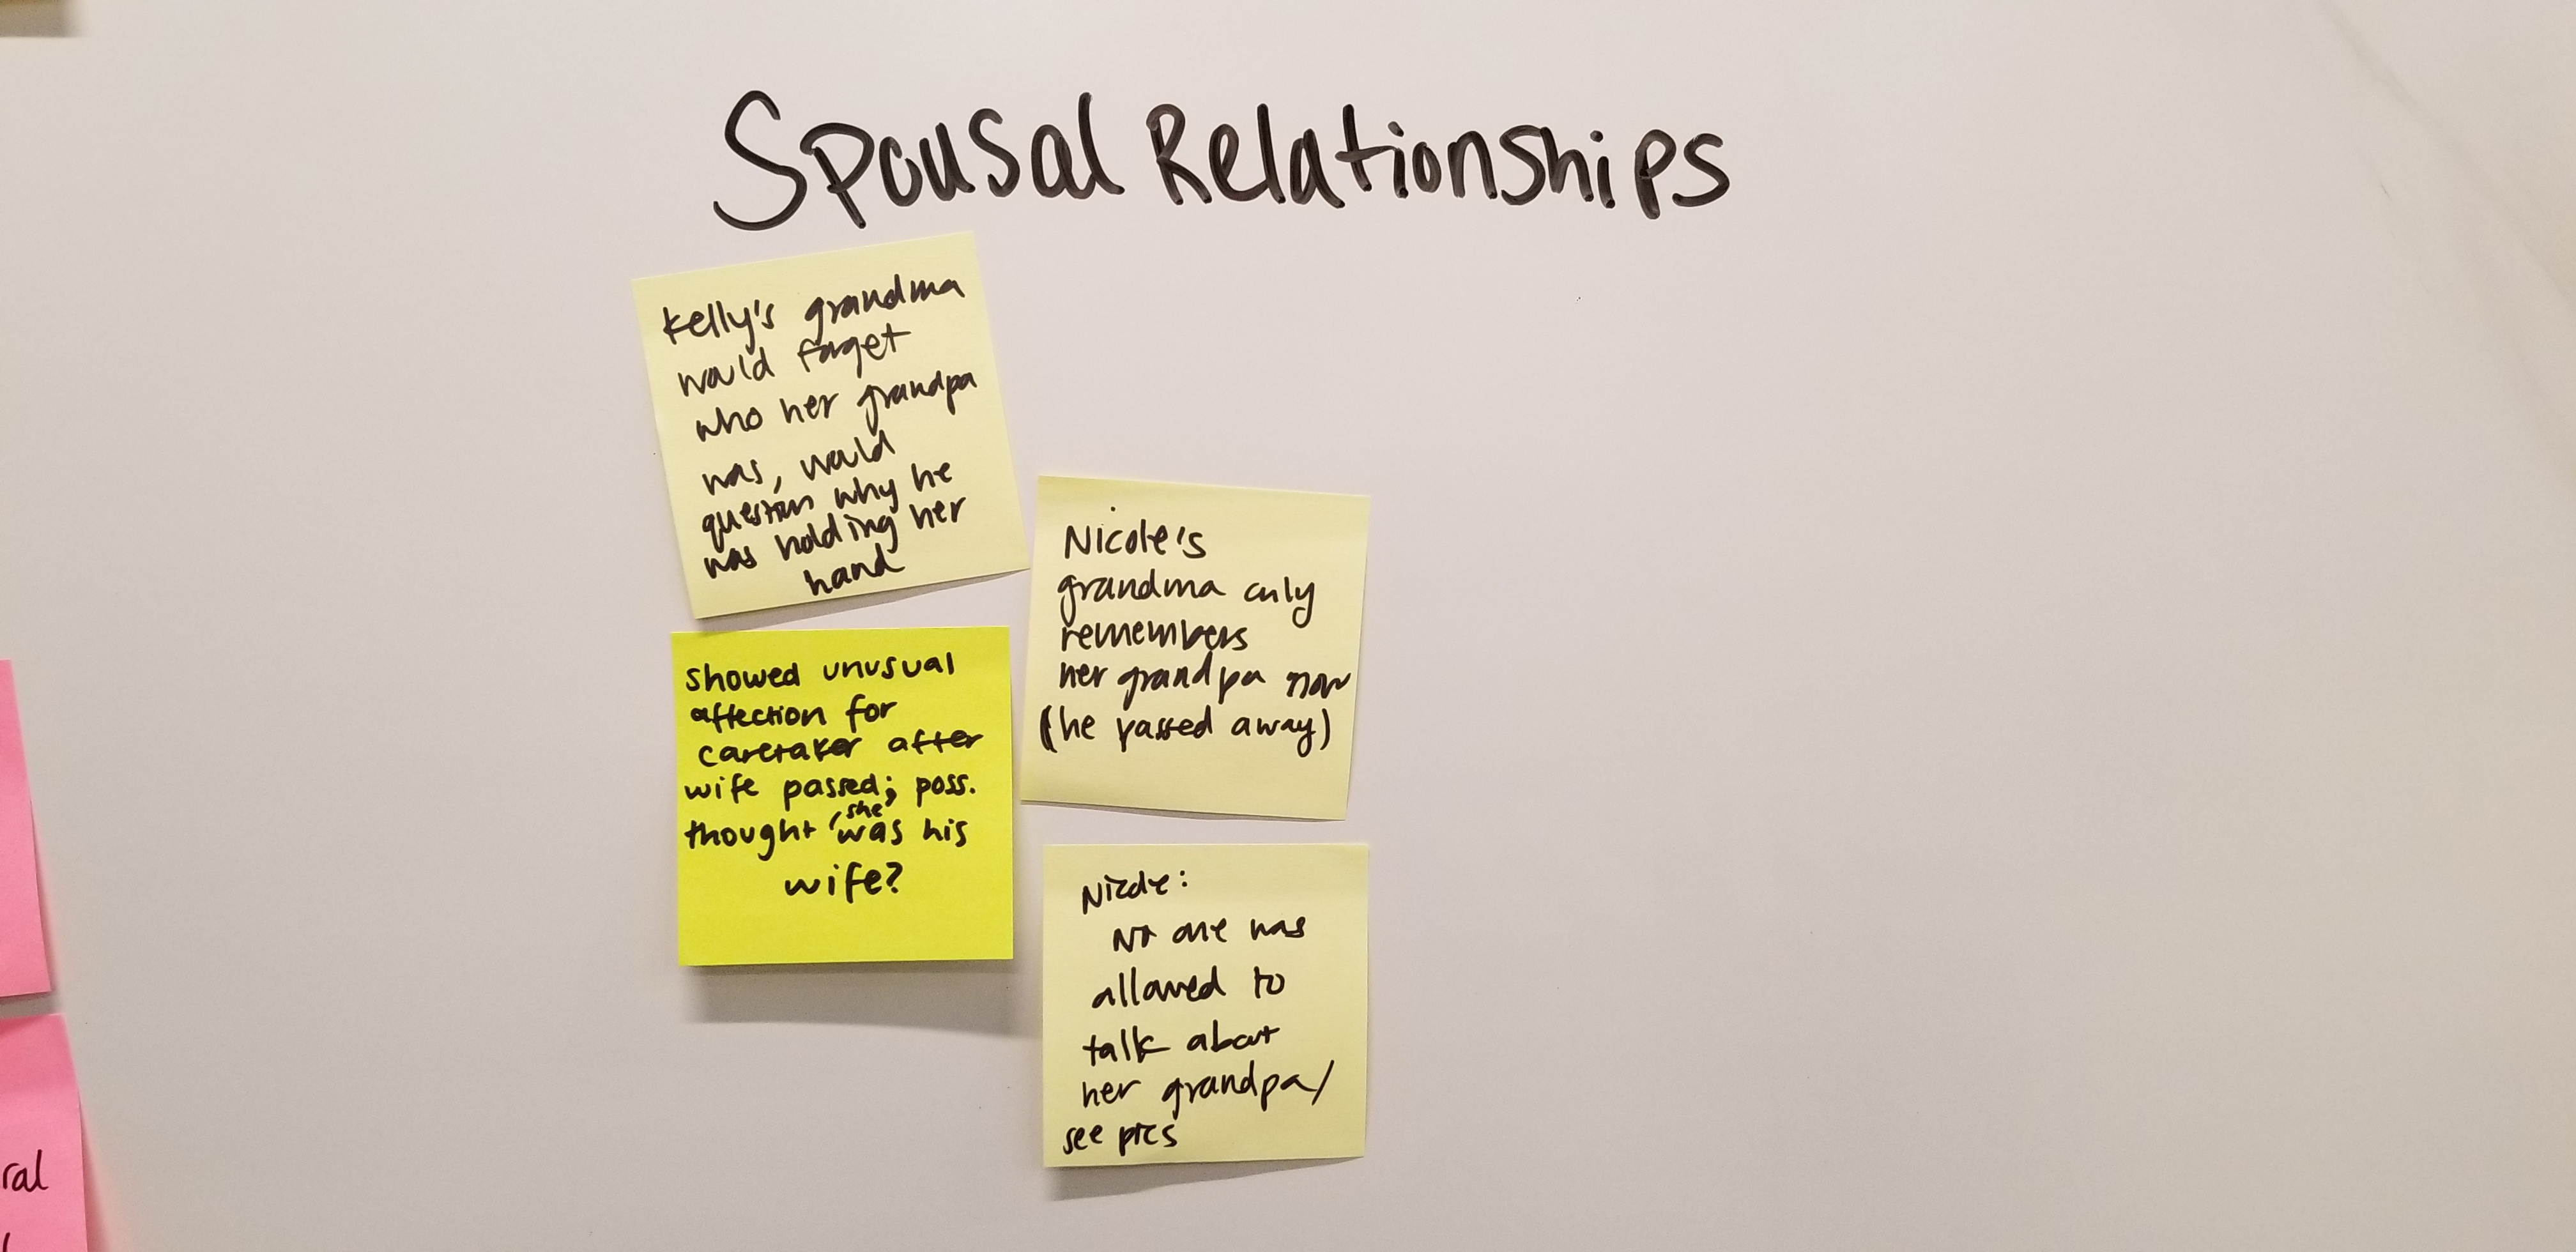 Spousal Relationships
Kelly's grandma
would forget
who her grandpa
was, would
question why he
was holding her
hand
showed unusual
affection for
caretaker after
wife passed; poss.
she
thought was his
wife?
Nicole's
grandma only
remembers
her grandpa now
(he passed away)
Nicole:
No one was
allowed to
talk about
her grandpa/
see pics
ral